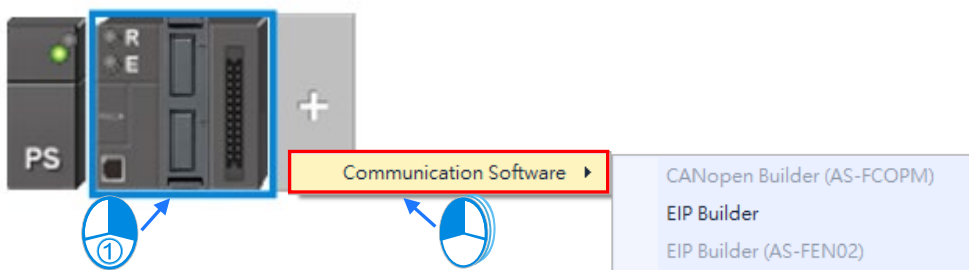 R
E
PS
+
Communication Software
CANopen Builder (AS-FCOPM)
EIP Builder
EIP Builder (AS-FEN02)
①